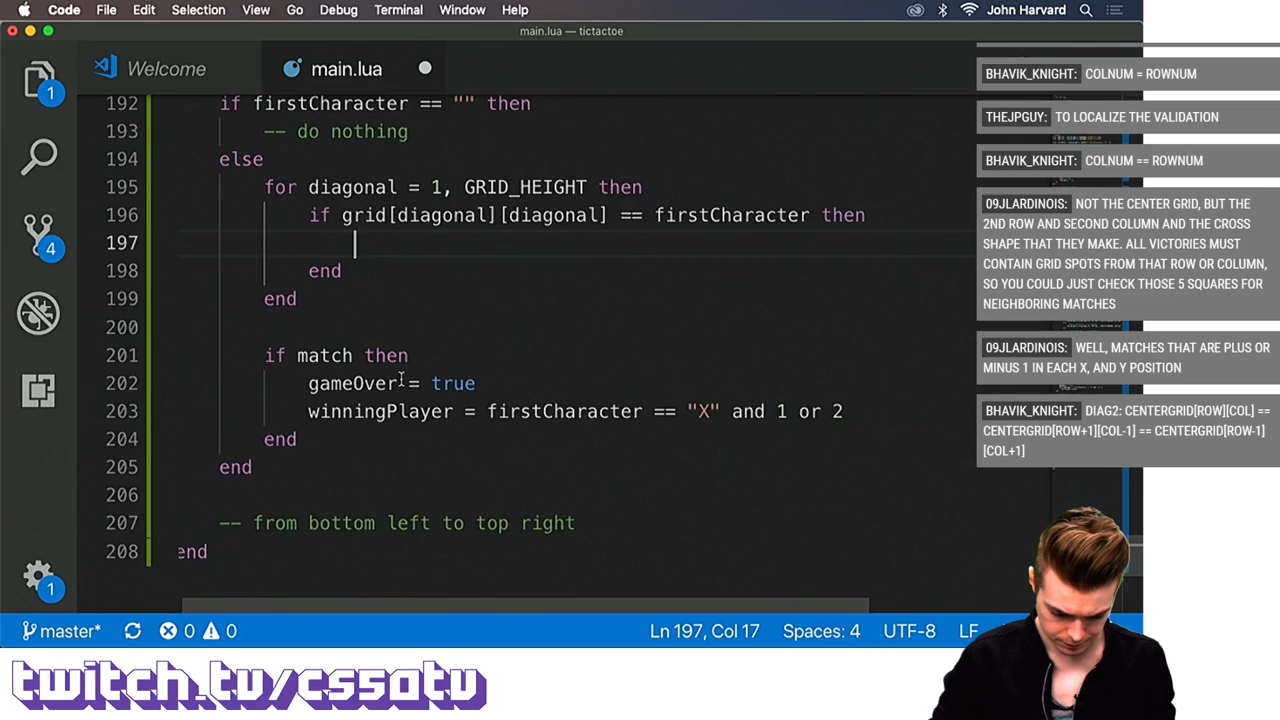 Code File Edit Selection View Go Debug Terminal Window Help John Harvard
main.lua — tictactoe
Welcome main.lua
192 if firstCharacter == "" then
193 -- do nothing
194 else
195 for diagonal = 1, GRID_HEIGHT then
196 if grid[diagonal][diagonal] == firstCharacter then
197
198 end
199 end
200
201 if match then
202 gameOver = true
203 winningPlayer = firstCharacter == "X" and 1 or 2
204 end
205 end
206
207 -- from bottom left to top right
208 end
1
4
1
master* 0 0 Ln 197, Col 17 Spaces: 4 UTF-8 LF
BHAVIK_KNIGHT: COLNUM = ROWNUM
THEJPGUY: TO LOCALIZE THE VALIDATION
BHAVIK_KNIGHT: COLNUM == ROWNUM
09JLARDINOIS: NOT THE CENTER GRID, BUT THE
2ND ROW AND SECOND COLUMN AND THE CROSS
SHAPE THAT THEY MAKE. ALL VICTORIES MUST
CONTAIN GRID SPOTS FROM THAT ROW OR COLUMN,
SO YOU COULD JUST CHECK THOSE 5 SQUARES FOR
NEIGHBORING MATCHES
09JLARDINOIS: WELL, MATCHES THAT ARE PLUS OR
MINUS 1 IN EACH X, AND Y POSITION
BHAVIK_KNIGHT: DIAG2: CENTERGRID[ROW][COL] ==
CENTERGRID[ROW+1][COL-1] == CENTERGRID[ROW-1]
[COL+1]
twitch.tv/cs50tv